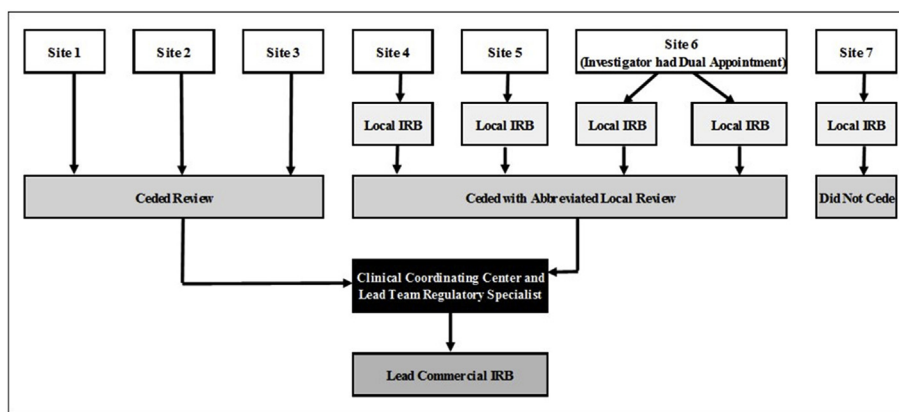 Site 1
Site 2
Site 3
Site 4
Site 5
Site 6
(Investigator had Dual Appointment)
Site 7
Local IRB
Local IRB
Local IRB
Local IRB
Local IRB
Ceded Review
Ceded with Abbreviated Local Review
Did Not Cede
Clinical Coordinating Center and
Lead Team Regulatory Specialist
Lead Commercial IRB